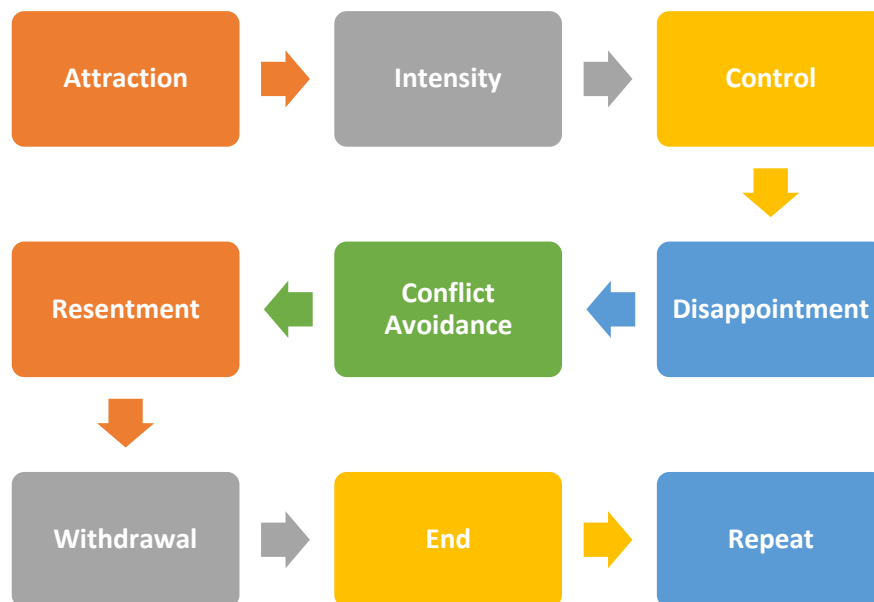 Attraction
Intensity
Control
Disappointment
Conflict
Avoidance
Resentment
Withdrawal
End
Repeat